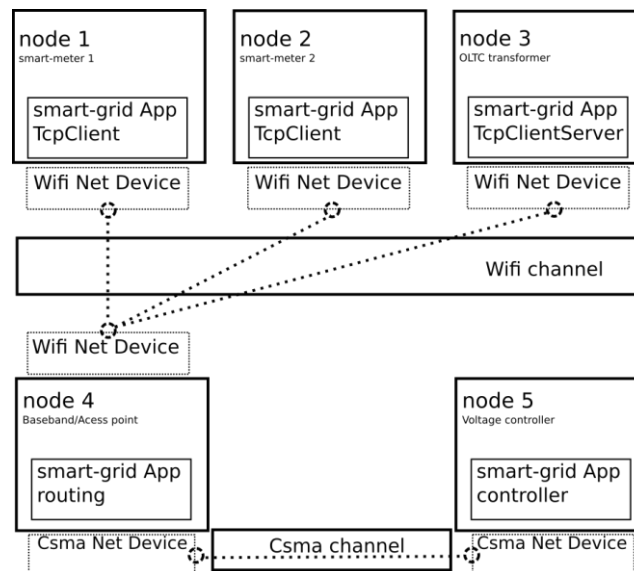 node 1
smart-meter 1
smart-grid App
TcpClient
Wifi Net Device
node 2
smart-meter 2
smart-grid App
TcpClient
Wifi Net Device
node 3
OLTC transformer
smart-grid App
TcpClientServer
Wifi Net Device
Wifi channel
Wifi Net Device
node 4
Baseband/Acess point
smart-grid App
routing
Csma Net Device
Csma channel
node 5
Voltage controller
smart-grid App
controller
Csma Net Device